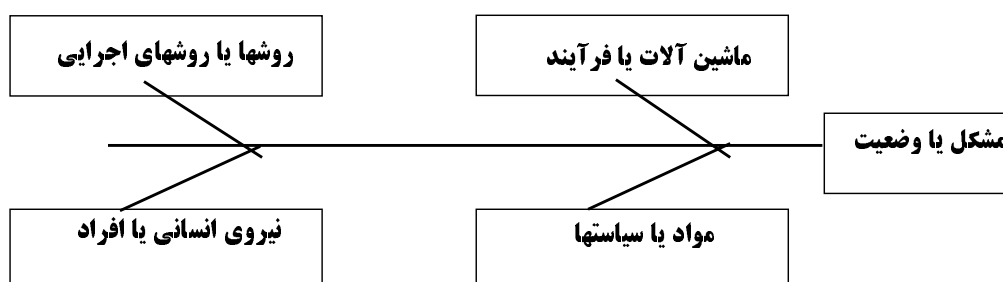 ماشین آلات یا فرآیند
روشها یا روشهای اجرایی
مشکل یا وضعیت
مواد یا سیاستها
نیروی انسانی یا افراد